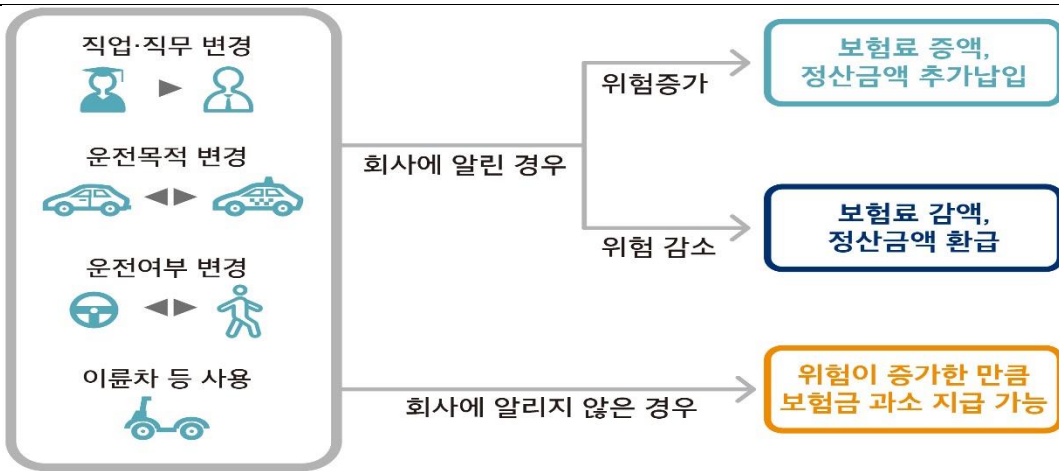 직업·직무 변경
운전목적 변경
운전여부 변경
이륜차 등 사용
회사에 알린 경우
위험증가
보험료 증액,
정산금액 추가납입
위험 감소
보험료 감액,
정산금액 환급
회사에 알리지 않은 경우
위험이 증가한 만큼
보험금 과소 지급 가능